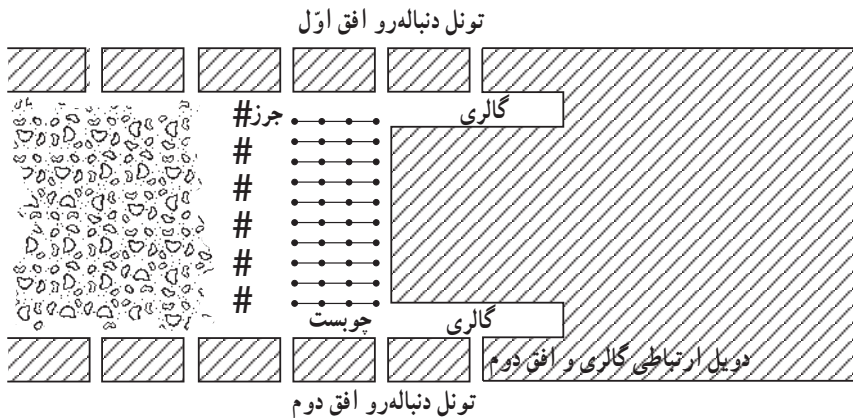 تونل دنباله‌رو افق اوّل
گالری
جرز
چوبست
گالری
دویل ارتباطی گالری و افق دوم
تونل دنباله‌رو افق دوم